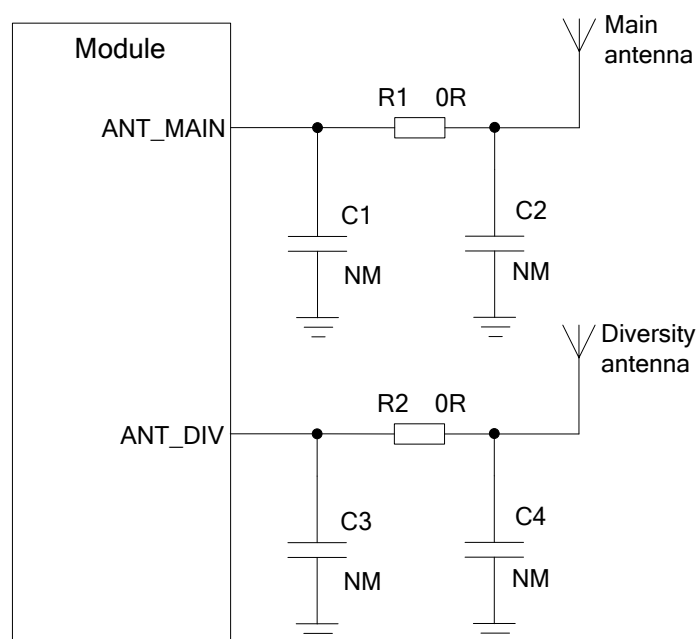 Module
Main
antenna
R1 0R
ANT_MAIN
C1
C2
NM
NM
Diversity
antenna
R2 0R
ANT_DIV
C3
C4
NM
NM